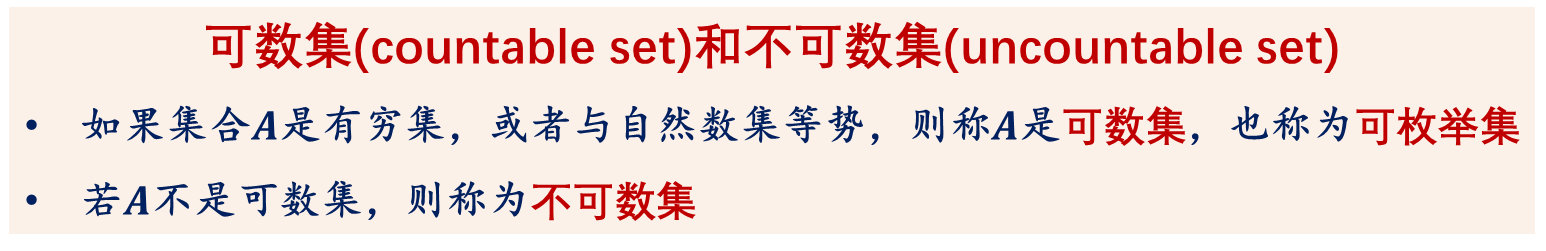 可数集(countable set)和不可数集(uncountable set)
• 如果集合A是有穷集，或者与自然数集等势，则称A是可数集，也称为可枚举集
• 若A不是可数集，则称为不可数集